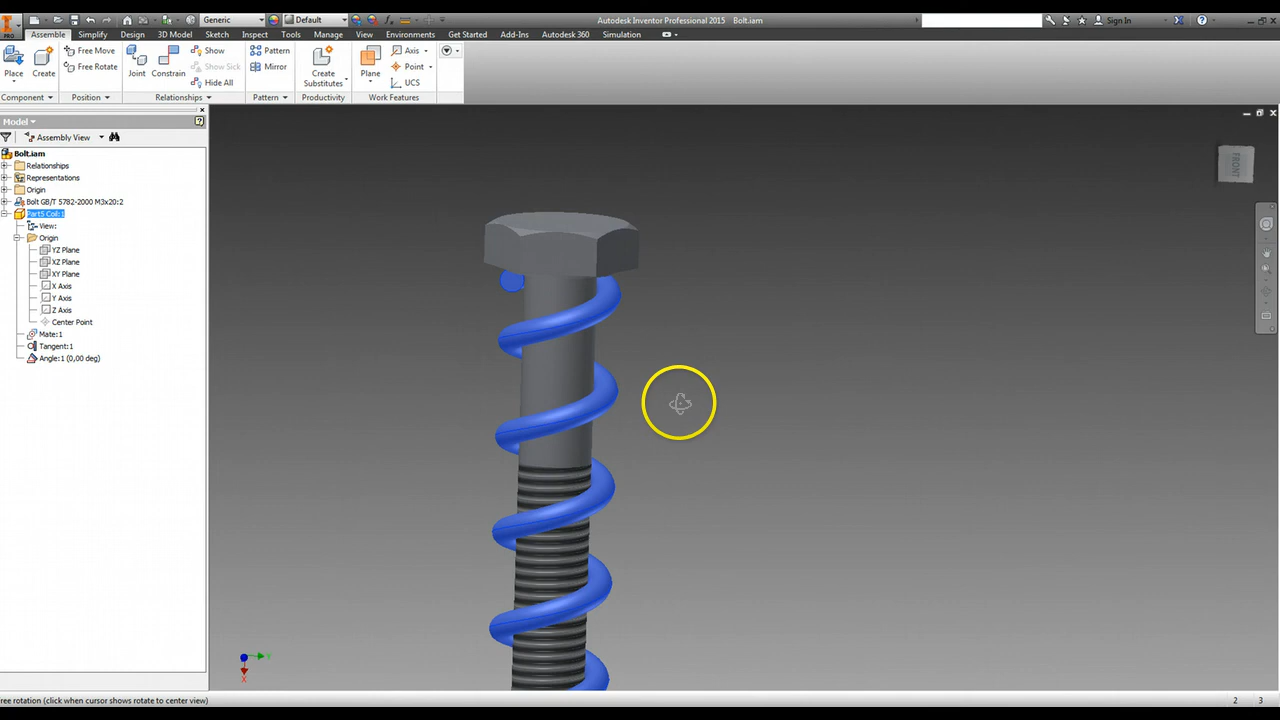 Generic
Default
Autodesk Inventor Professional 2015 Bolt.iam
Sign In
PRO
Assemble Simplify Design 3D Model Sketch Inspect Tools Manage View Environments Get Started Add-Ins Autodesk 360 Simulation
Place
Create
Free Move
Free Rotate
Joint
Constrain
Show
Show Sick
Hide All
Pattern
Mirror
Create
Substitutes
Plane
Axis
Point
UCS
Component Position Relationships Pattern Productivity Work Features
Model
Assembly View
Bolt.iam
Relationships
Representations
Origin
Bolt GB/T 5782-2000 M3x20:2
Part5 Coil:1
View:
Origin
YZ Plane
XZ Plane
XY Plane
X Axis
Y Axis
Z Axis
Center Point
Mate:1
Tangent:1
Angle:1 (0,00 deg)
FRONT
Y
X
ree rotation (click when cursor shows rotate to center view)
2 3